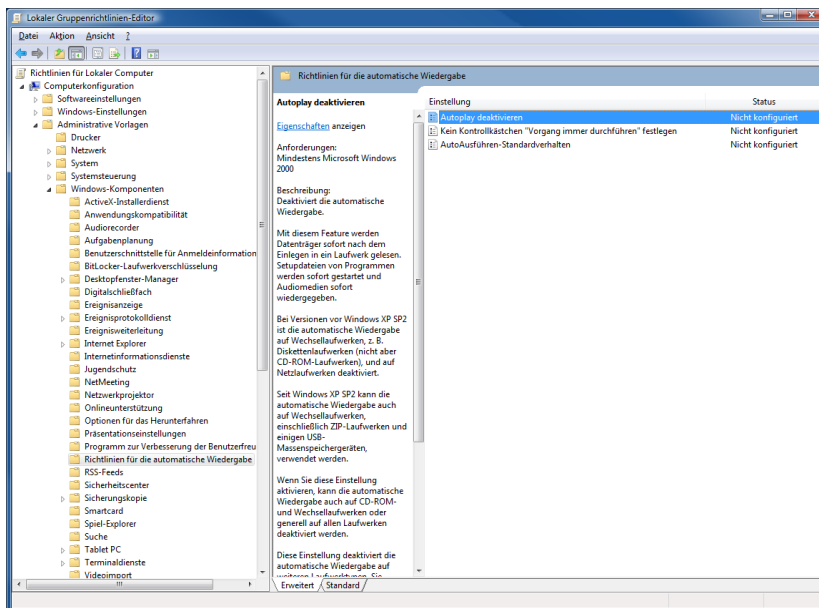 Lokaler Gruppenrichtlinien-Editor
Datei Aktion Ansicht ?
Richtlinien für Lokaler Computer
Computerkonfiguration
Softwareeinstellungen
Windows-Einstellungen
Administrative Vorlagen
Drucker
Netzwerk
System
Systemsteuerung
Windows-Komponenten
ActiveX-Installerdienst
Anwendungskompatibilität
Audiorecorder
Aufgabenplanung
Benutzerschnittstelle für Anmeldeinformation
BitLocker-Laufwerkverschlüsselung
Desktopfenster-Manager
Digitalschließfach
Ereignisanzeige
Ereignisprotokolldienst
Ereignisweiterleitung
Internet Explorer
Internetinformationsdienste
Jugendschutz
NetMeeting
Netzwerkprojektor
Onlineunterstützung
Optionen für das Herunterfahren
Präsentationseinstellungen
Programm zur Verbesserung der Benutzerfreu
Richtlinien für die automatische Wiedergabe
RSS-Feeds
Sicherheitscenter
Sicherungskopie
Smartcard
Spiel-Explorer
Suche
Tablet PC
Terminaldienste
Videoimport
Richtlinien für die automatische Wiedergabe
Autoplay deaktivieren
Eigenschaften anzeigen
Anforderungen:
Mindestens Microsoft Windows
2000
Beschreibung:
Deaktiviert die automatische
Wiedergabe.
Mit diesem Feature werden
Datenträger sofort nach dem
Einlegen in ein Laufwerk gelesen.
Setupdateien von Programmen
werden sofort gestartet und
Audiomedien sofort
wiedergegeben.
Bei Versionen vor Windows XP SP2
ist die automatische Wiedergabe
auf Wechsellaufwerken, z. B.
Diskettenlaufwerken (nicht aber
CD-ROM-Laufwerken), und auf
Netzlaufwerken deaktiviert.
Seit Windows XP SP2 kann die
automatische Wiedergabe auch
auf Wechsellaufwerken,
einschließlich ZIP-Laufwerken und
einigen USB-
Massenspeichergeräten,
verwendet werden.
Wenn Sie diese Einstellung
aktivieren, kann die automatische
Wiedergabe auch auf CD-ROM-
und Wechsellaufwerken oder
generell auf allen Laufwerken
deaktiviert werden.
Diese Einstellung deaktiviert die
automatische Wiedergabe auf
weiteren Laufwerktypen. Sie
Einstellung Status
Autoplay deaktivieren Nicht konfiguriert
Kein Kontrollkästchen "Vorgang immer durchführen" festlegen Nicht konfiguriert
AutoAusführen-Standardverhalten Nicht konfiguriert
Erweitert Standard